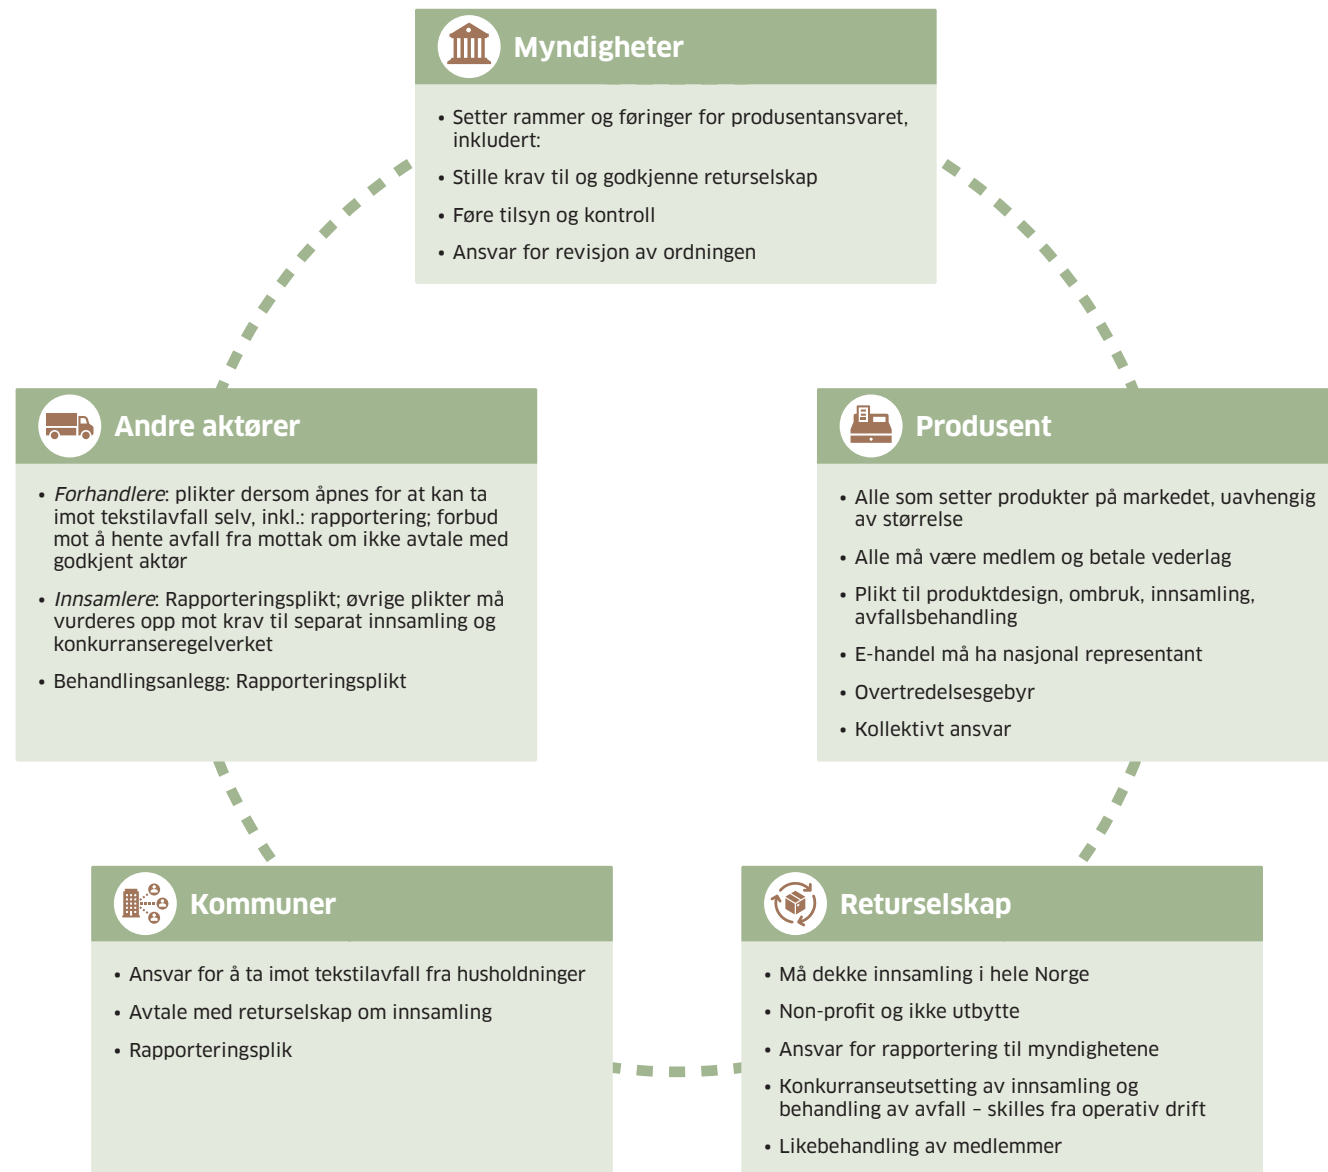 Myndigheter
• Setter rammer og føringer for produsentansvaret,
inkludert:
• Stille krav til og godkjenne returselskap
• Føre tilsyn og kontroll
• Ansvar for revisjon av ordningen
Andre aktører
• Forhandlere: plikter dersom åpnes for at kan ta
imot tekstilavfall selv, inkl.: rapportering; forbud
mot å hente avfall fra mottak om ikke avtale med
godkjent aktør
• Innsamlere: Rapporteringsplikt; øvrige plikter må
vurderes opp mot krav til separat innsamling og
konkurranseregelverket
• Behandlingsanlegg: Rapporteringsplikt
Produsent
• Alle som setter produkter på markedet, uavhengig
av størrelse
• Alle må være medlem og betale vederlag
• Plikt til produktdesign, ombruk, innsamling,
avfallsbehandling
• E-handel må ha nasjonal representant
• Overtredelsesgebyr
• Kollektivt ansvar
Kommuner
• Ansvar for å ta imot tekstilavfall fra husholdninger
• Avtale med returselskap om innsamling
• Rapporteringsplik
Returselskap
• Må dekke innsamling i hele Norge
• Non-profit og ikke utbytte
• Ansvar for rapportering til myndighetene
• Konkurranseutsetting av innsamling og
behandling av avfall – skilles fra operativ drift
• Likebehandling av medlemmer